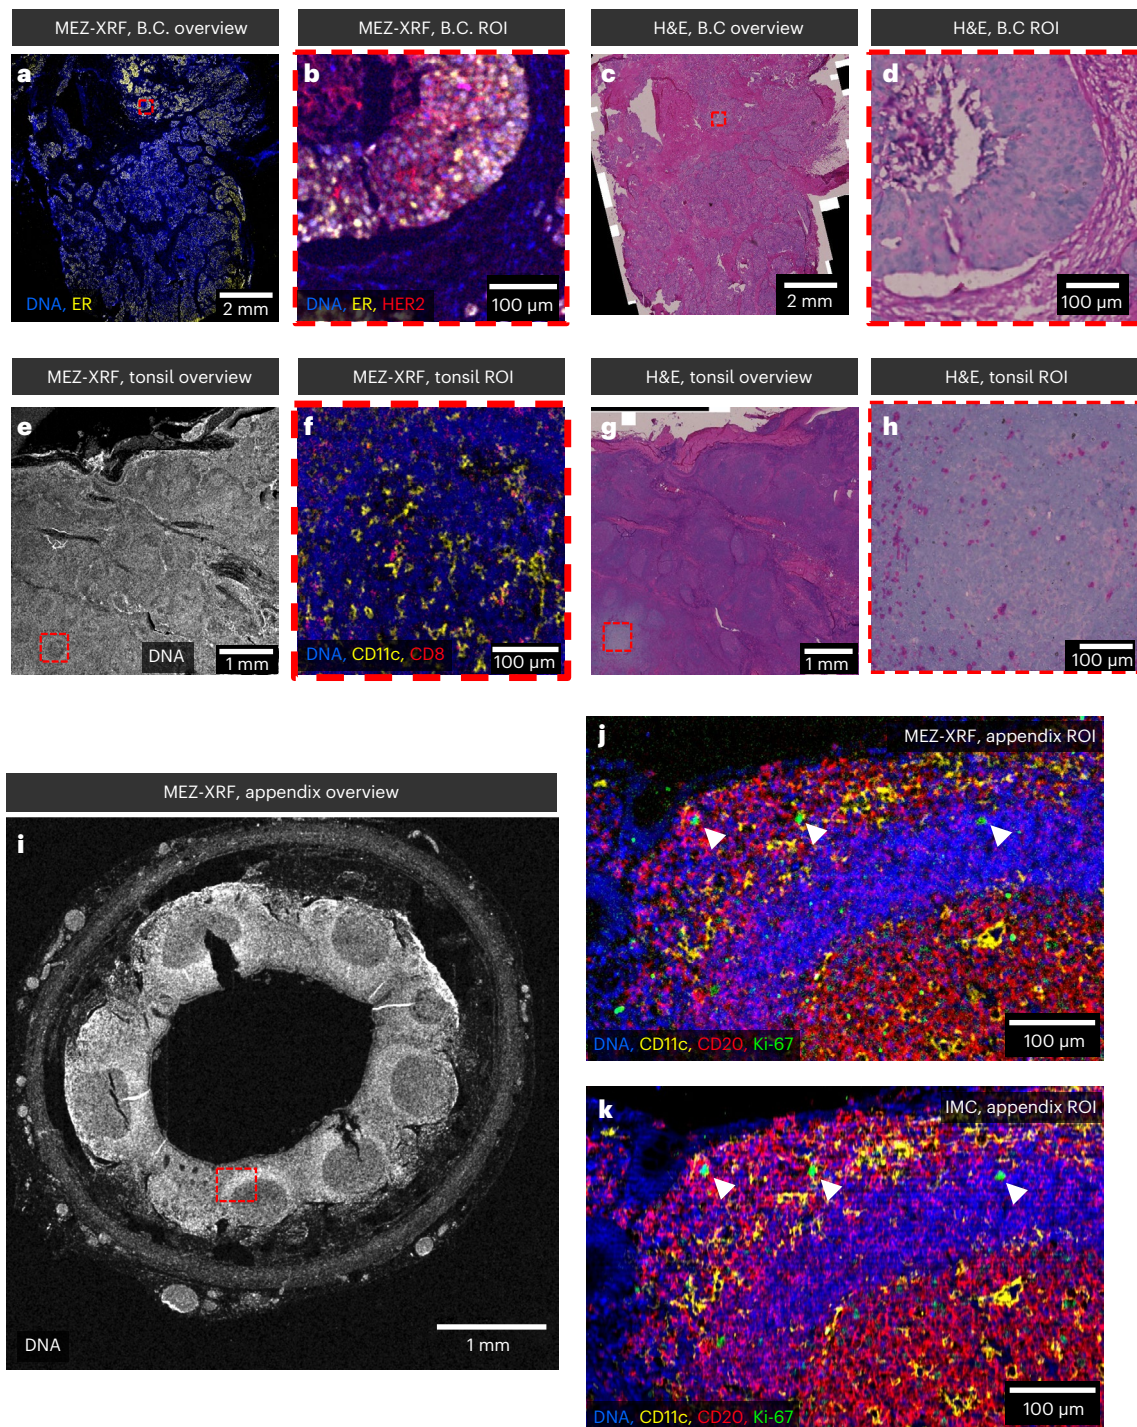 MEZ-XRF, B.C. overview
MEZ-XRF, B.C. ROI
H&E, B.C overview
H&E, B.C ROI
a
b
c
d
DNA, ER
2 mm
DNA, ER, HER2
100 µm
2 mm
100 µm
MEZ-XRF, tonsil overview
MEZ-XRF, tonsil ROI
H&E, tonsil overview
H&E, tonsil ROI
e
f
g
h
DNA
1 mm
DNA, CD11c, CD8
100 µm
1 mm
100 µm
MEZ-XRF, appendix overview
i
DNA
1 mm
j
MEZ-XRF, appendix ROI
DNA, CD11c, CD20, Ki-67
100 µm
k
IMC, appendix ROI
DNA, CD11c, CD20, Ki-67
100 µm